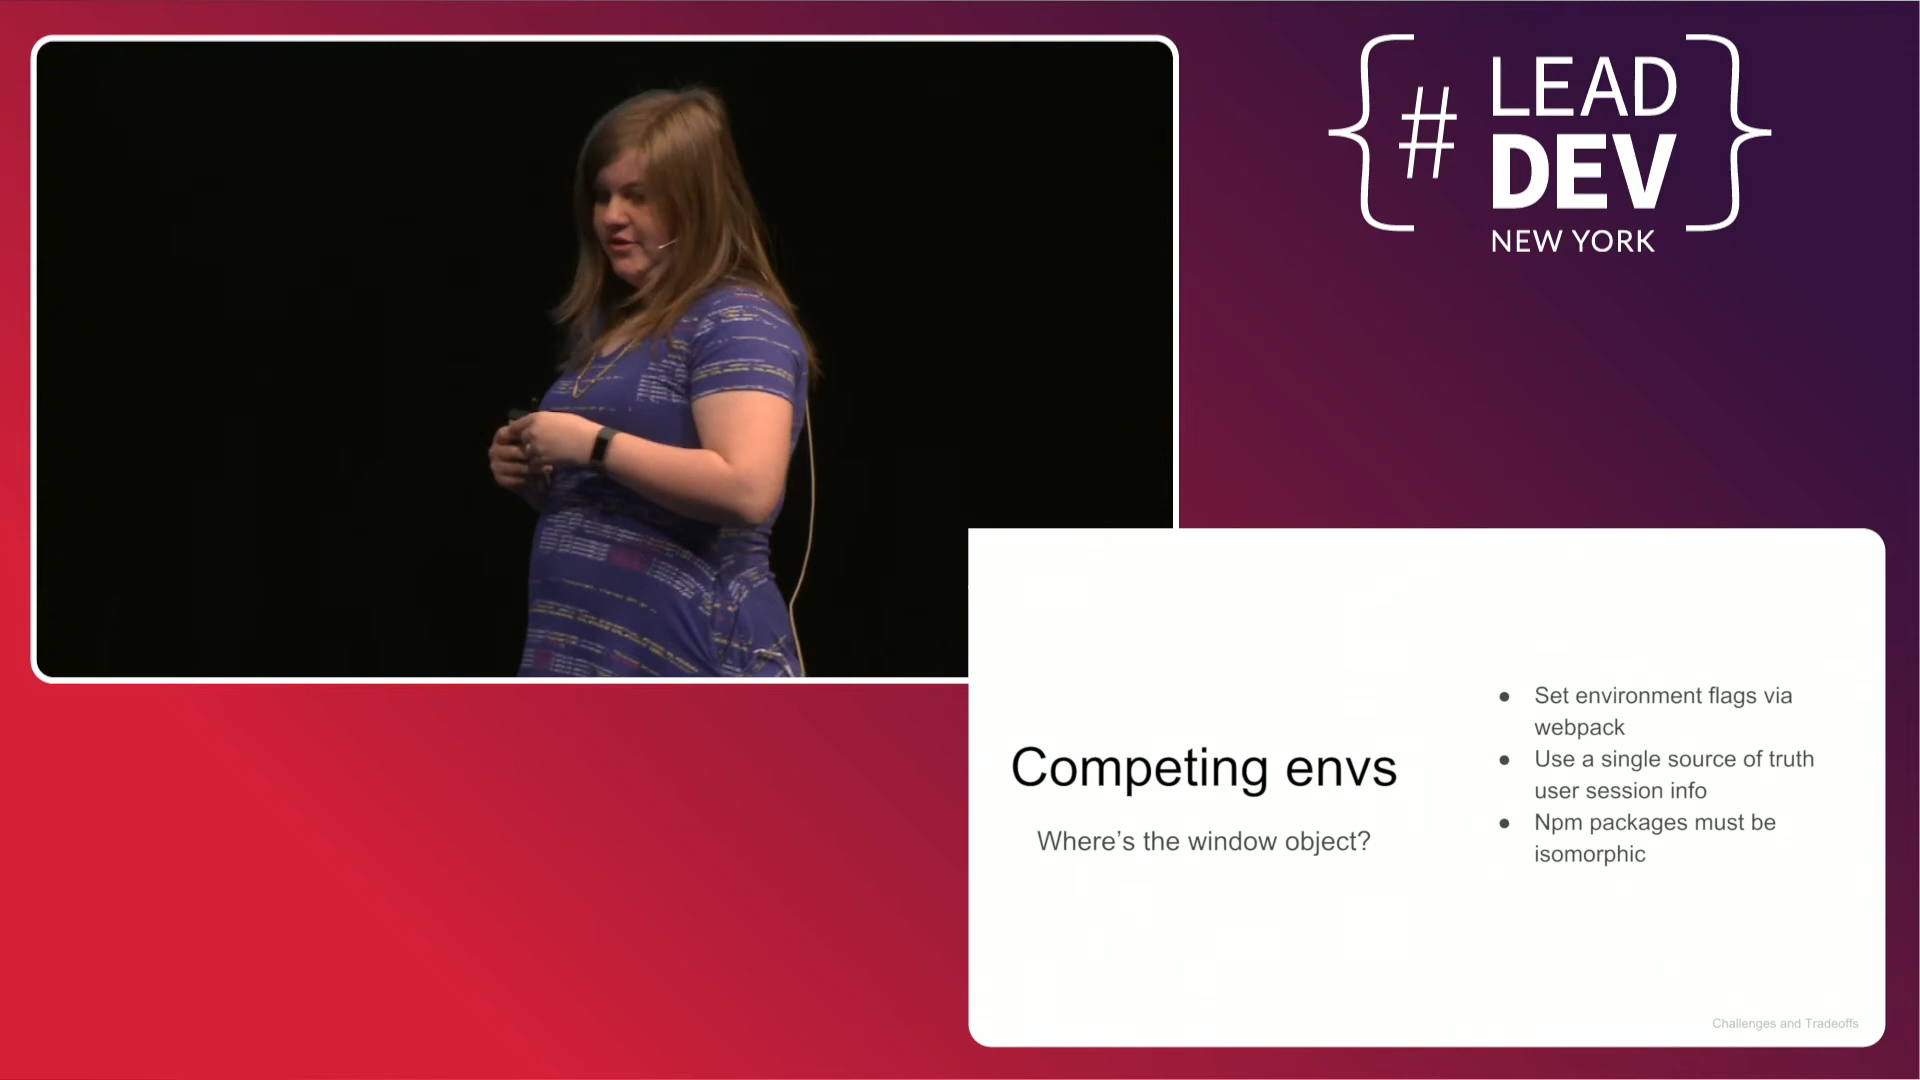 { # LEAD
DEV }
NEW YORK
Competing envs
Where's the window object?
● Set environment flags via
webpack
● Use a single source of truth
user session info
● Npm packages must be
isomorphic
Challenges and Tradeoffs